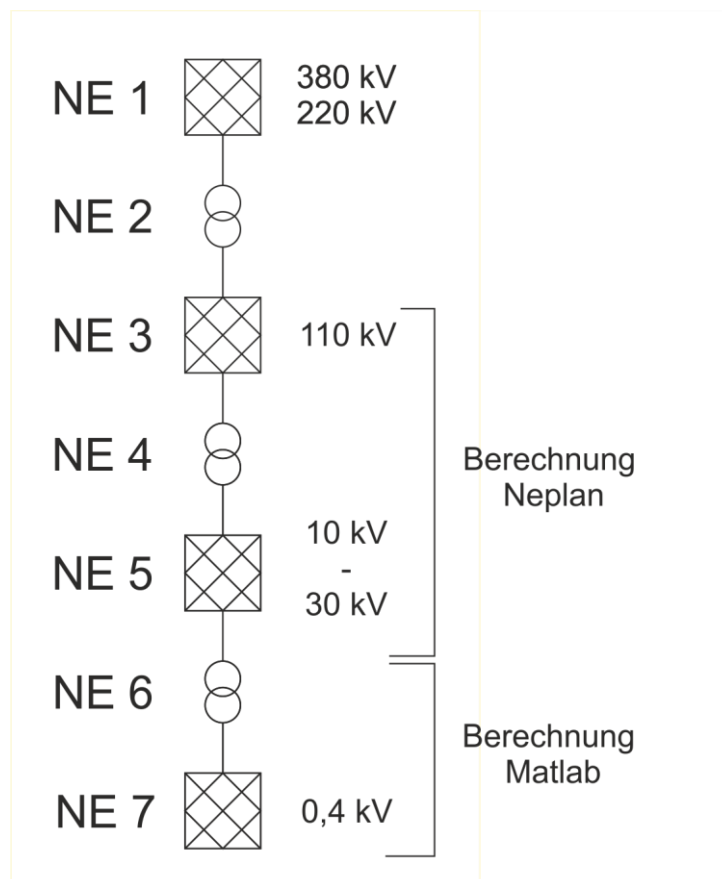 NE 1
380 kV
220 kV
NE 2
NE 3
110 kV
NE 4
Berechnung
Neplan
NE 5
10 kV
-
30 kV
NE 6
Berechnung
Matlab
NE 7
0,4 kV